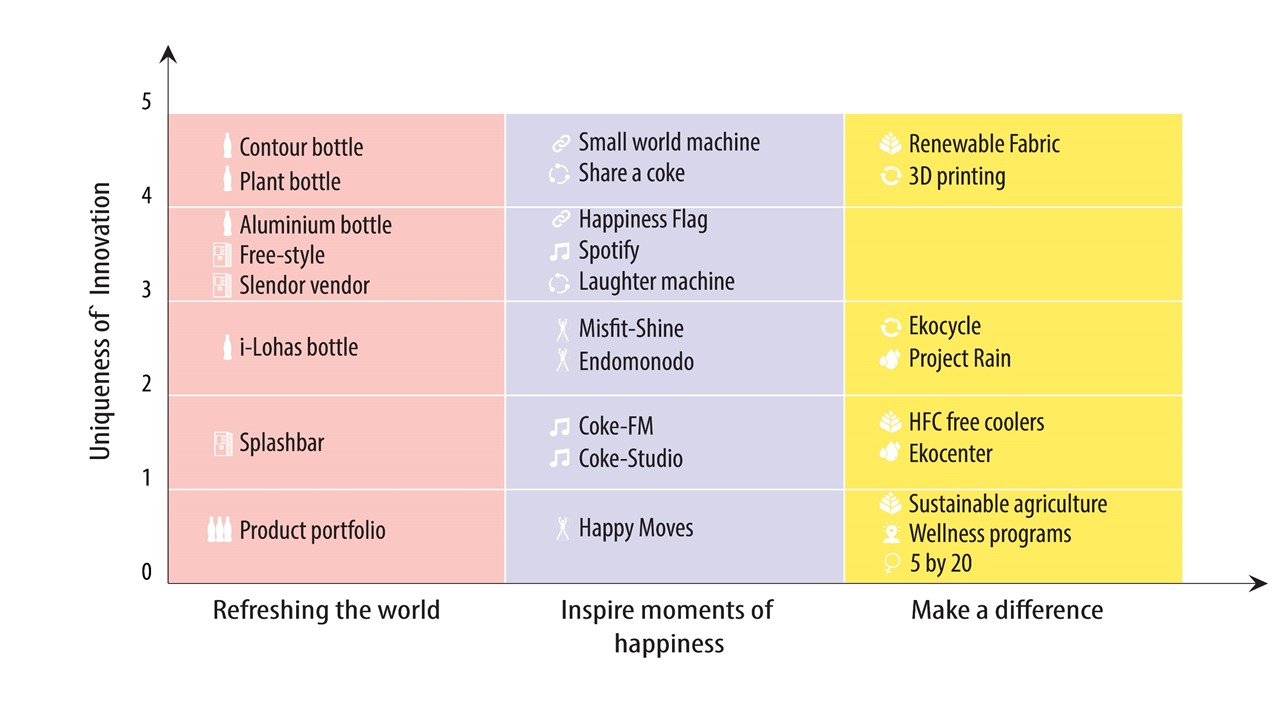 Uniqueness of Innovation
5
4
3
2
1
0
Contour bottle
Plant bottle
Aluminium bottle
Free-style
Slendor vendor
i-Lohas bottle
Splashbar
Product portfolio
Small world machine
Share a coke
Happiness Flag
Spotify
Laughter machine
Misfit-Shine
Endomonodo
Coke-FM
Coke-Studio
Happy Moves
Renewable Fabric
3D printing
Ekocycle
Project Rain
HFC free coolers
Ekocenter
Sustainable agriculture
Wellness programs
5 by 20
Refreshing the world
Inspire moments of
happiness
Make a difference